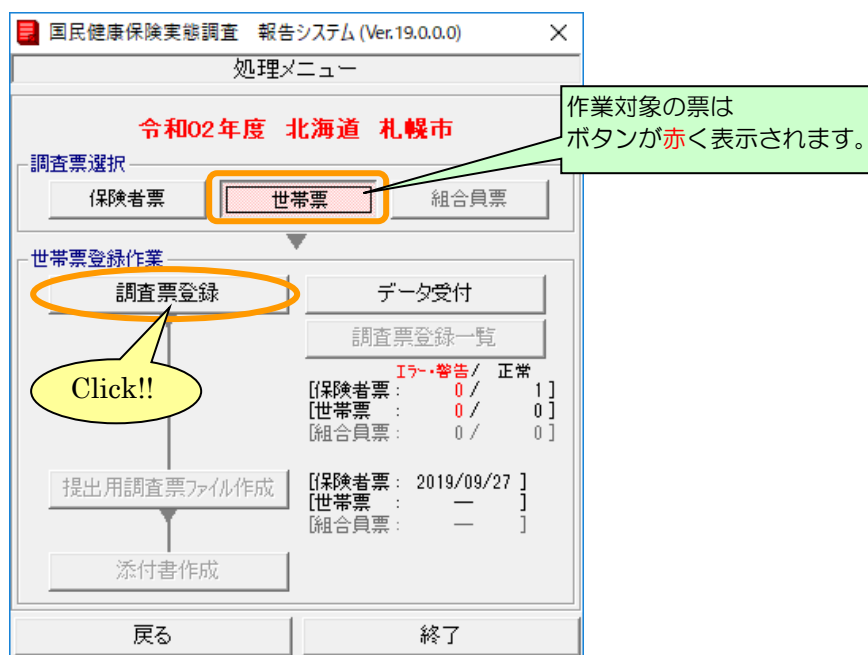 国民健康保険実態調査 報告システム (Ver.19.0.0.0)
処理メニュー
令和02年度 北海道 札幌市
作業対象の票は
ボタンが赤く表示されます。
調査票選択
保険者票 世帯票 組合員票
世帯票登録作業
調査票登録 データ受付
調査票登録一覧
Click!!
エラー・警告/ 正常
[保険者票: 0/ 1]
[世帯票 : 0/ 0]
[組合員票: 0/ 0]
提出用調査票ファイル作成
[保険者票: 2019/09/27 ]
[世帯票 : ― ]
[組合員票: ― ]
添付書作成
戻る 終了